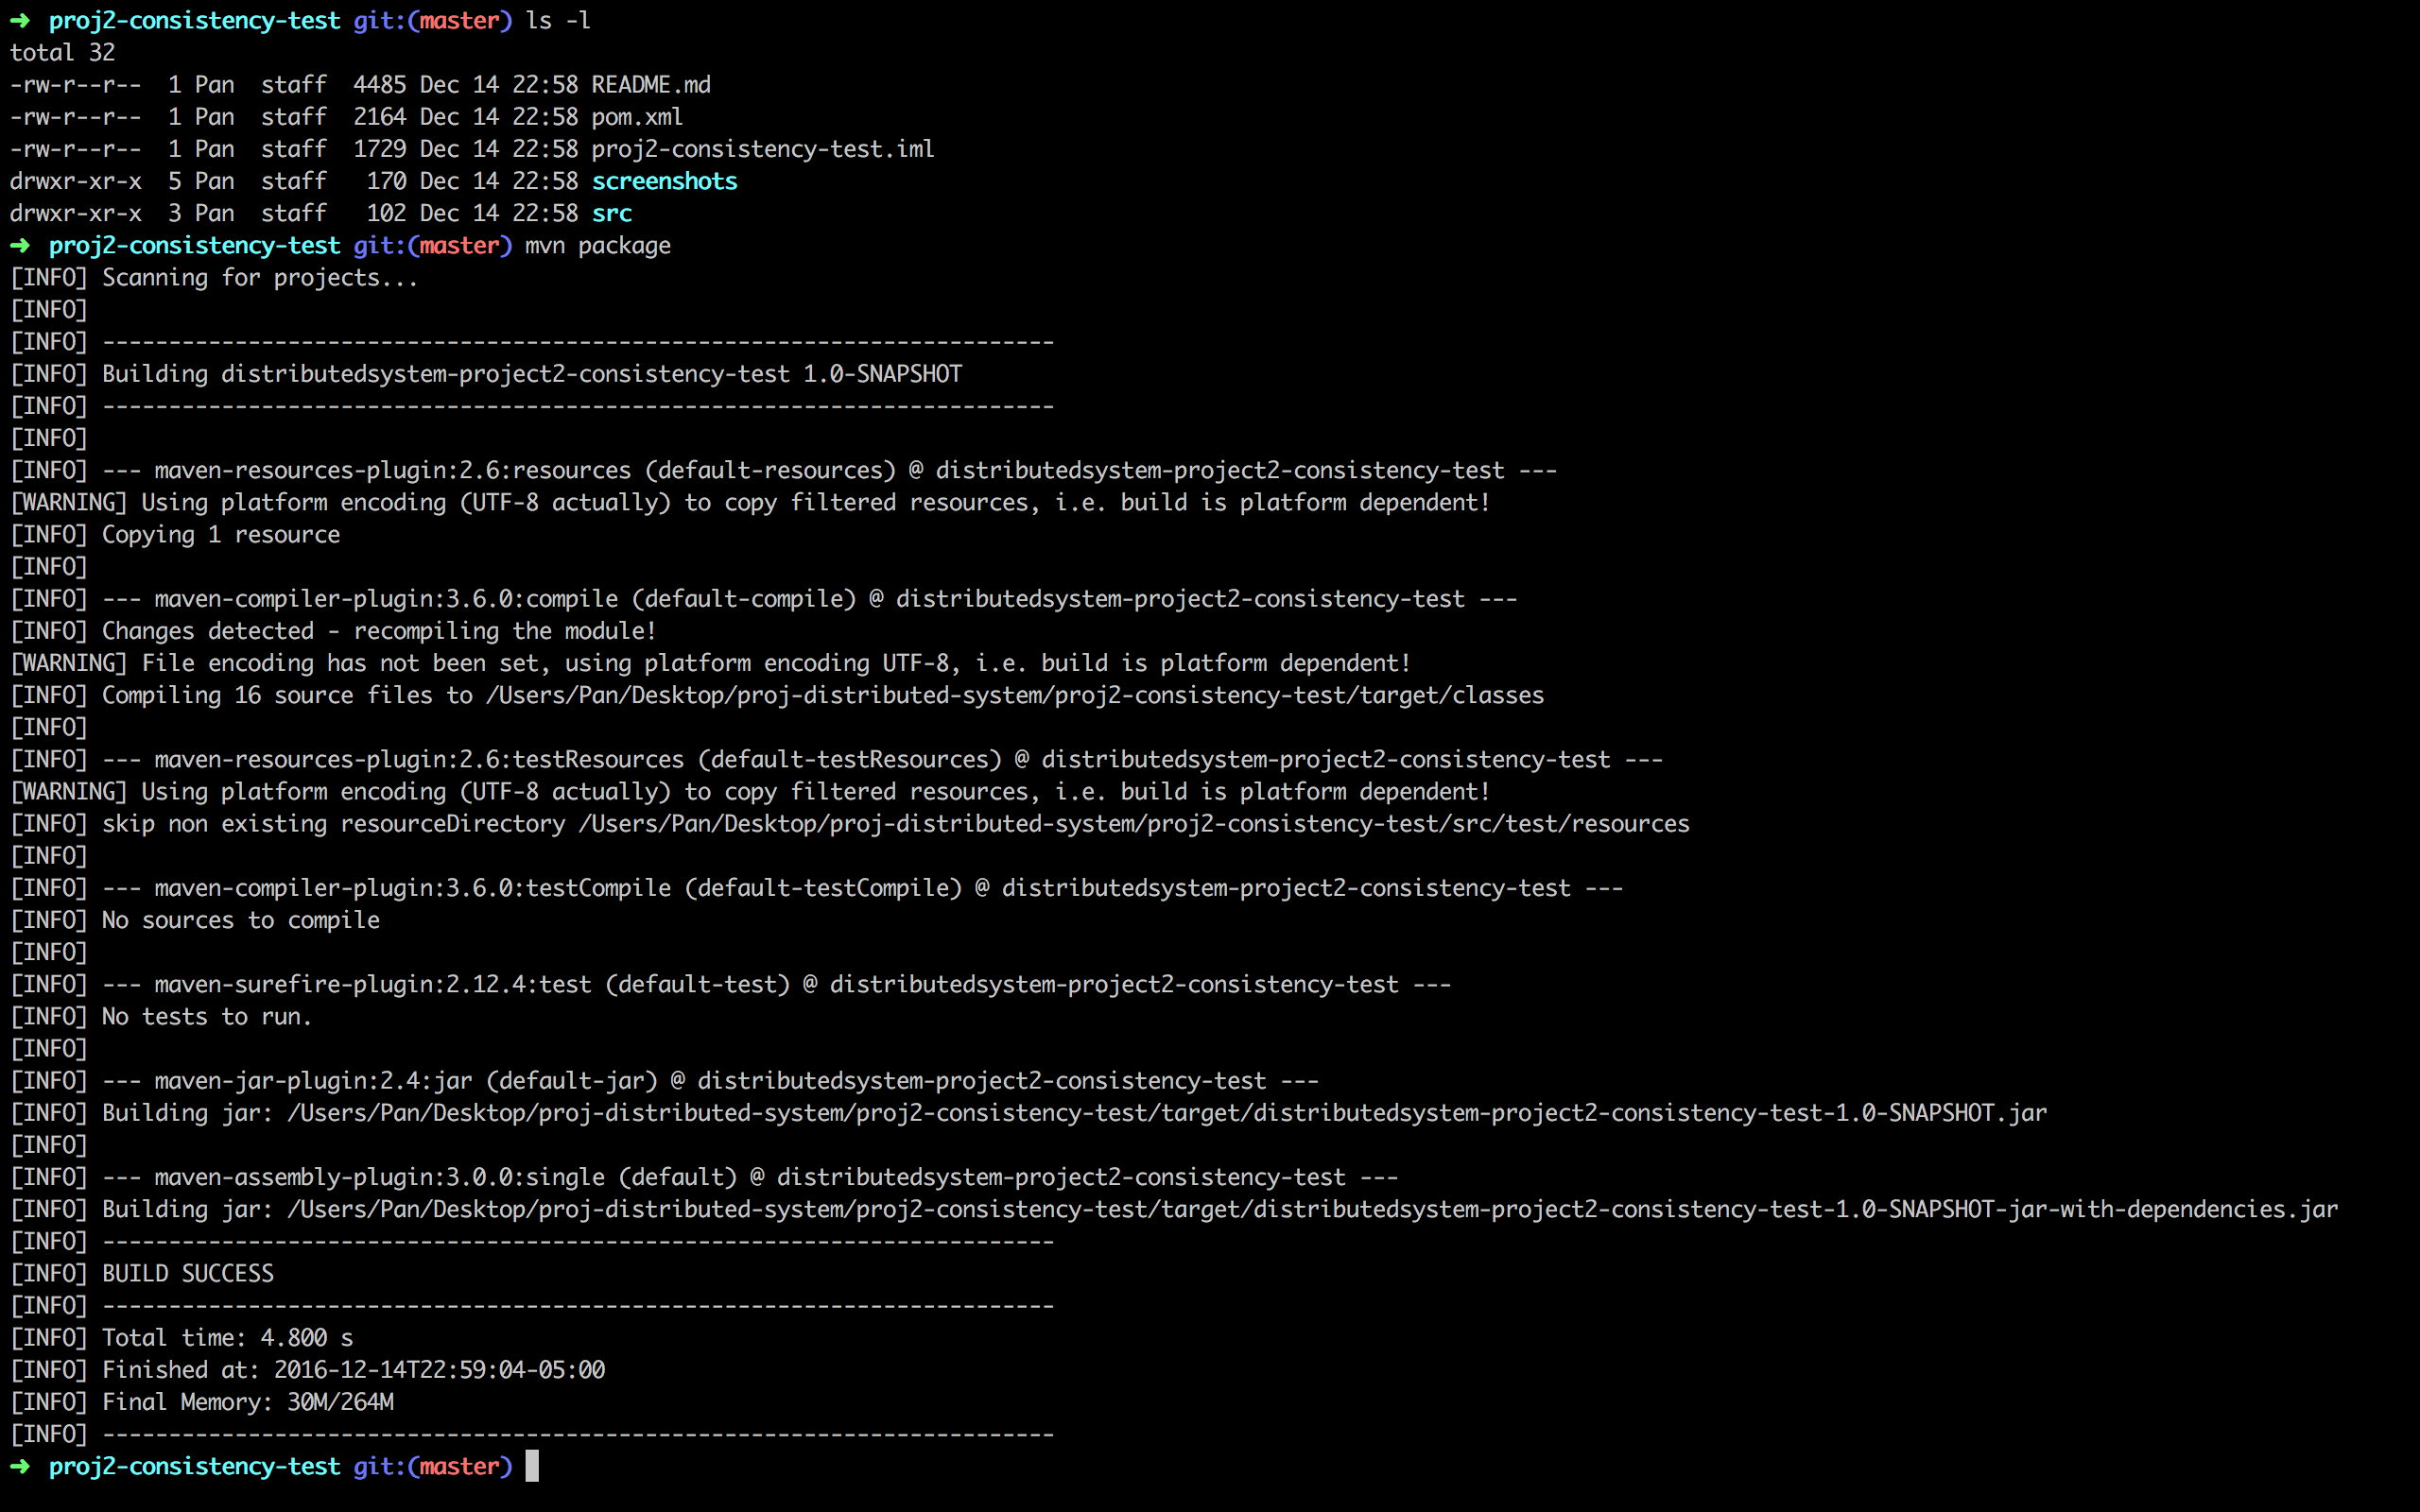 ➜  proj2-consistency-test git:(master) ls -l
total 32
-rw-r--r--  1 Pan  staff  4485 Dec 14 22:58 README.md
-rw-r--r--  1 Pan  staff  2164 Dec 14 22:58 pom.xml
-rw-r--r--  1 Pan  staff  1729 Dec 14 22:58 proj2-consistency-test.iml
drwxr-xr-x  5 Pan  staff   170 Dec 14 22:58 screenshots
drwxr-xr-x  3 Pan  staff   102 Dec 14 22:58 src
➜  proj2-consistency-test git:(master) mvn package
[INFO] Scanning for projects...
[INFO]
[INFO] ------------------------------------------------------------------------
[INFO] Building distributedsystem-project2-consistency-test 1.0-SNAPSHOT
[INFO] ------------------------------------------------------------------------
[INFO]
[INFO] --- maven-resources-plugin:2.6:resources (default-resources) @ distributedsystem-project2-consistency-test ---
[WARNING] Using platform encoding (UTF-8 actually) to copy filtered resources, i.e. build is platform dependent!
[INFO] Copying 1 resource
[INFO]
[INFO] --- maven-compiler-plugin:3.6.0:compile (default-compile) @ distributedsystem-project2-consistency-test ---
[INFO] Changes detected - recompiling the module!
[WARNING] File encoding has not been set, using platform encoding UTF-8, i.e. build is platform dependent!
[INFO] Compiling 16 source files to /Users/Pan/Desktop/proj-distributed-system/proj2-consistency-test/target/classes
[INFO]
[INFO] --- maven-resources-plugin:2.6:testResources (default-testResources) @ distributedsystem-project2-consistency-test ---
[WARNING] Using platform encoding (UTF-8 actually) to copy filtered resources, i.e. build is platform dependent!
[INFO] skip non existing resourceDirectory /Users/Pan/Desktop/proj-distributed-system/proj2-consistency-test/src/test/resources
[INFO]
[INFO] --- maven-compiler-plugin:3.6.0:testCompile (default-testCompile) @ distributedsystem-project2-consistency-test ---
[INFO] No sources to compile
[INFO]
[INFO] --- maven-surefire-plugin:2.12.4:test (default-test) @ distributedsystem-project2-consistency-test ---
[INFO] No tests to run.
[INFO]
[INFO] --- maven-jar-plugin:2.4:jar (default-jar) @ distributedsystem-project2-consistency-test ---
[INFO] Building jar: /Users/Pan/Desktop/proj-distributed-system/proj2-consistency-test/target/distributedsystem-project2-consistency-test-1.0-SNAPSHOT.jar
[INFO]
[INFO] --- maven-assembly-plugin:3.0.0:single (default) @ distributedsystem-project2-consistency-test ---
[INFO] Building jar: /Users/Pan/Desktop/proj-distributed-system/proj2-consistency-test/target/distributedsystem-project2-consistency-test-1.0-SNAPSHOT-jar-with-dependencies.jar
[INFO] ------------------------------------------------------------------------
[INFO] BUILD SUCCESS
[INFO] ------------------------------------------------------------------------
[INFO] Total time: 4.800 s
[INFO] Finished at: 2016-12-14T22:59:04-05:00
[INFO] Final Memory: 30M/264M
[INFO] ------------------------------------------------------------------------
➜  proj2-consistency-test git:(master)